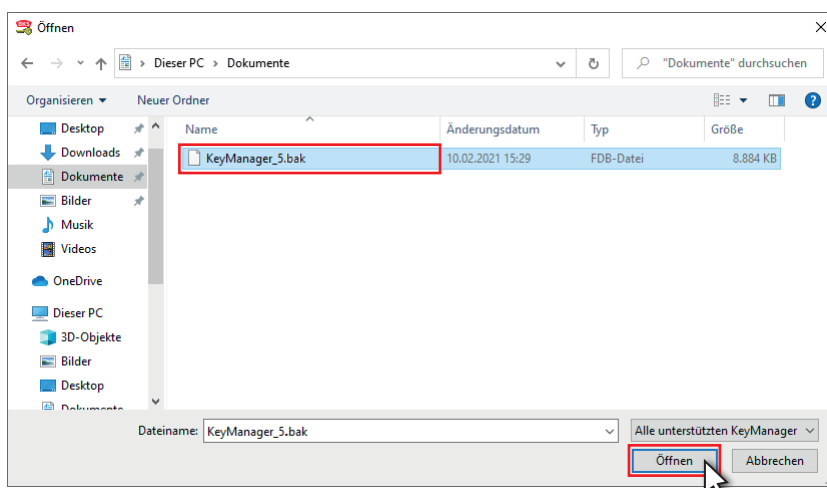 BKS Öffnen
Dieser PC > Dokumente
"Dokumente" durchsuchen
Organisieren Neuer Ordner
Name Änderungsdatum Typ Größe
KeyManager_5.bak 10.02.2021 15:29 FDB-Datei 8.884 KB
Desktop
Downloads
Dokumente
Bilder
Musik
Videos
OneDrive
Dieser PC
3D-Objekte
Bilder
Desktop
Dokumente
Dateiname: KeyManager_5.bak Alle unterstützten KeyManager
Öffnen Abbrechen